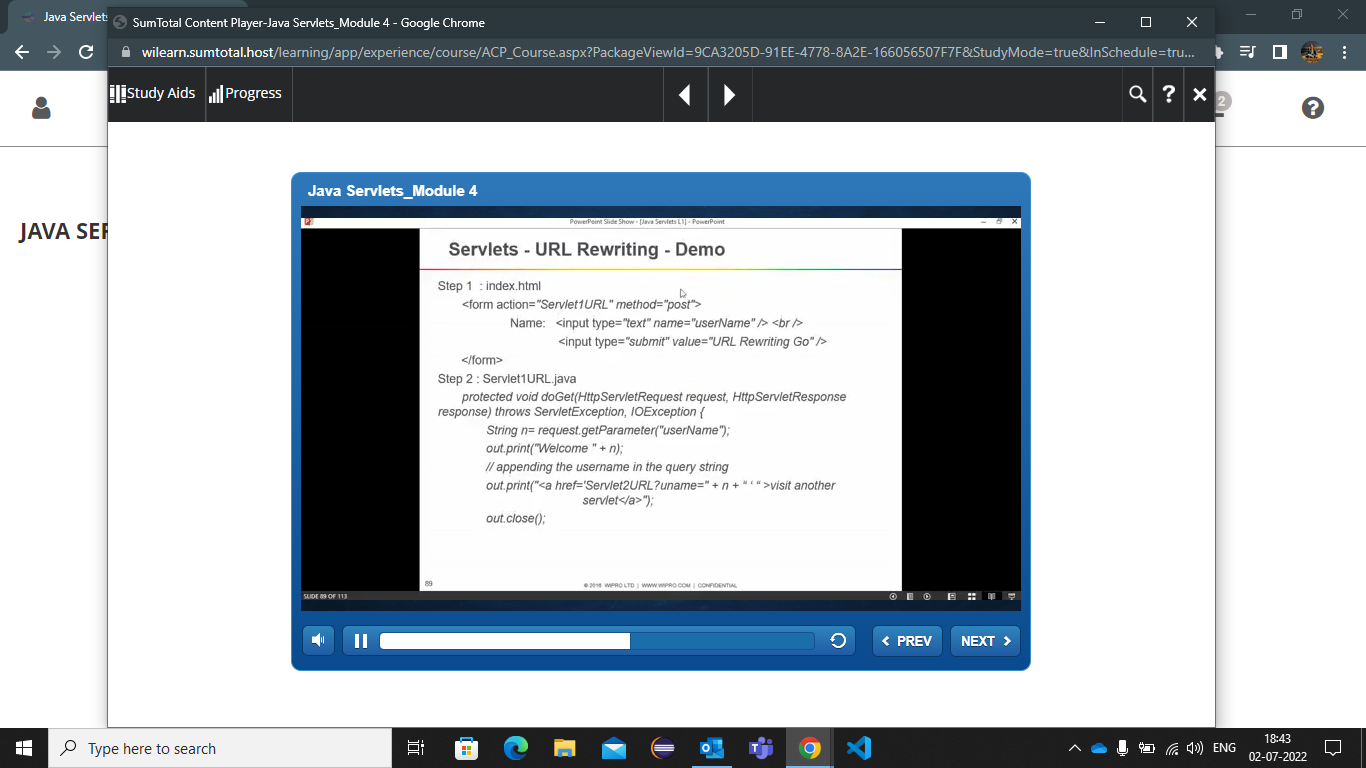 Java Servlets
SumTotal Content Player-Java Servlets_Module 4 - Google Chrome
wilearn.sumtotal.host/learning/app/experience/course/ACP_Course.aspx?PackageViewId=9CA3205D-91EE-4778-8A2E-166056507F7F&StudyMode=true&InSchedule=tru...
Study Aids Progress
?
2
?
JAVA SER
Java Servlets_Module 4
PowerPoint Slide Show - [Java Servlets L1] - PowerPoint
Servlets - URL Rewriting - Demo
Step 1 : index.html
<form action="Servlet1URL" method="post">
Name: <input type="text" name="userName" /> <br />
<input type="submit" value="URL Rewriting Go" />
</form>
Step 2 : Servlet1URL.java
protected void doGet(HttpServletRequest request, HttpServletResponse
response) throws ServletException, IOException {
String n= request.getParameter("userName");
out.print("Welcome " + n);
// appending the username in the query string
out.print("<a href='Servlet2URL?uname=" + n + “ ‘ “ >visit another
servlet</a>");
out.close();
89
© 2016 WIPRO LTD | WWW.WIPRO.COM | CONFIDENTIAL
SLIDE 89 OF 113
PREV
NEXT
Type here to search
ENG
18:43
02-07-2022